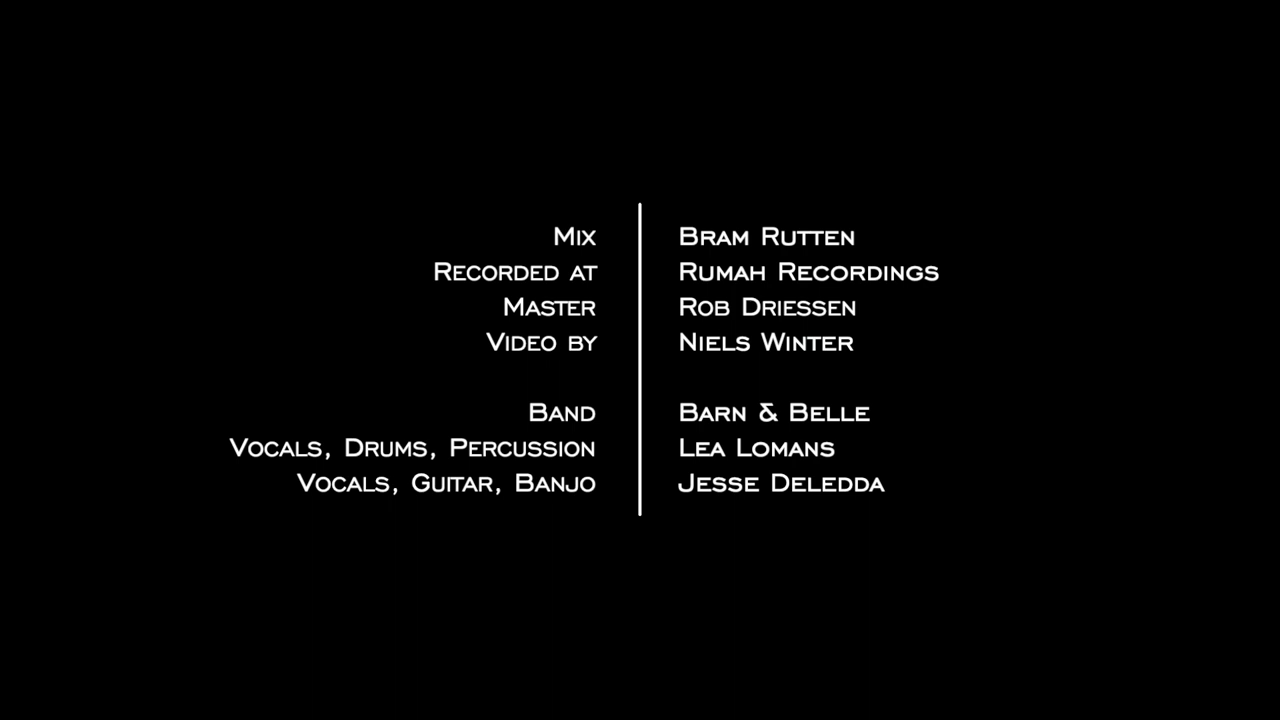 Mix Bram Rutten
Recorded at Rumah Recordings
Master Rob Driessen
Video by Niels Winter
Band Barn & Belle
Vocals, Drums, Percussion Lea Lomans
Vocals, Guitar, Banjo Jesse Deledda